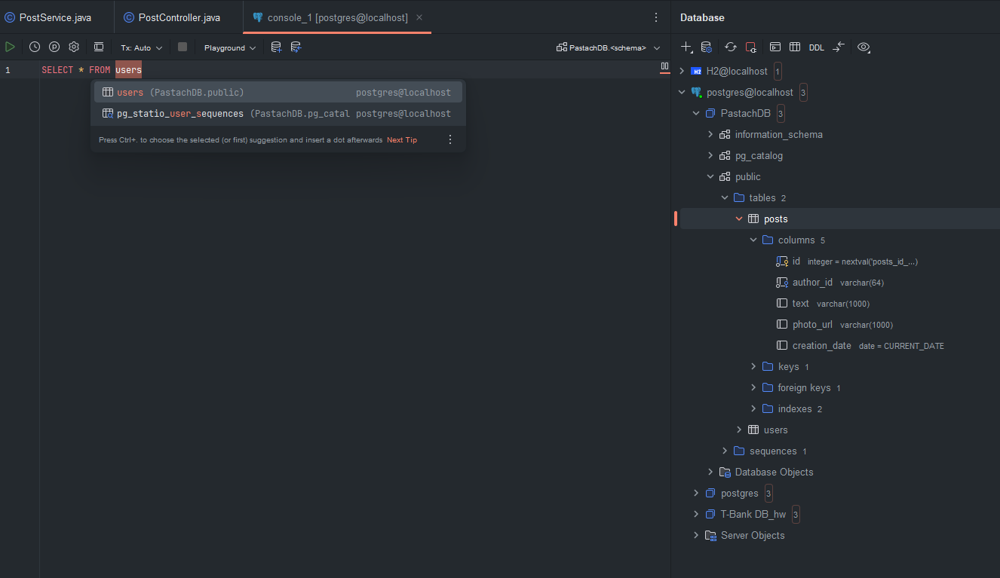 PostService.java
PostController.java
console_1 [postgres@localhost]
Tx: Auto
Playground
PastachDB.<schema>
1
SELECT * FROM users
users (PastachDB.public) postgres@localhost
pg_statio_user_sequences (PastachDB.pg_catal postgres@localhost
Press Ctrl+. to choose the selected (or first) suggestion and insert a dot afterwards Next Tip
Database
DDL
H2 H2@localhost 1
postgres@localhost 3
PastachDB 3
information_schema
pg_catalog
public
tables 2
posts
columns 5
id integer = nextval('posts_id_...)
author_id varchar(64)
text varchar(1000)
photo_url varchar(1000)
creation_date date = CURRENT_DATE
keys 1
foreign keys 1
indexes 2
users
sequences 1
Database Objects
postgres 3
T-Bank DB_hw 3
Server Objects